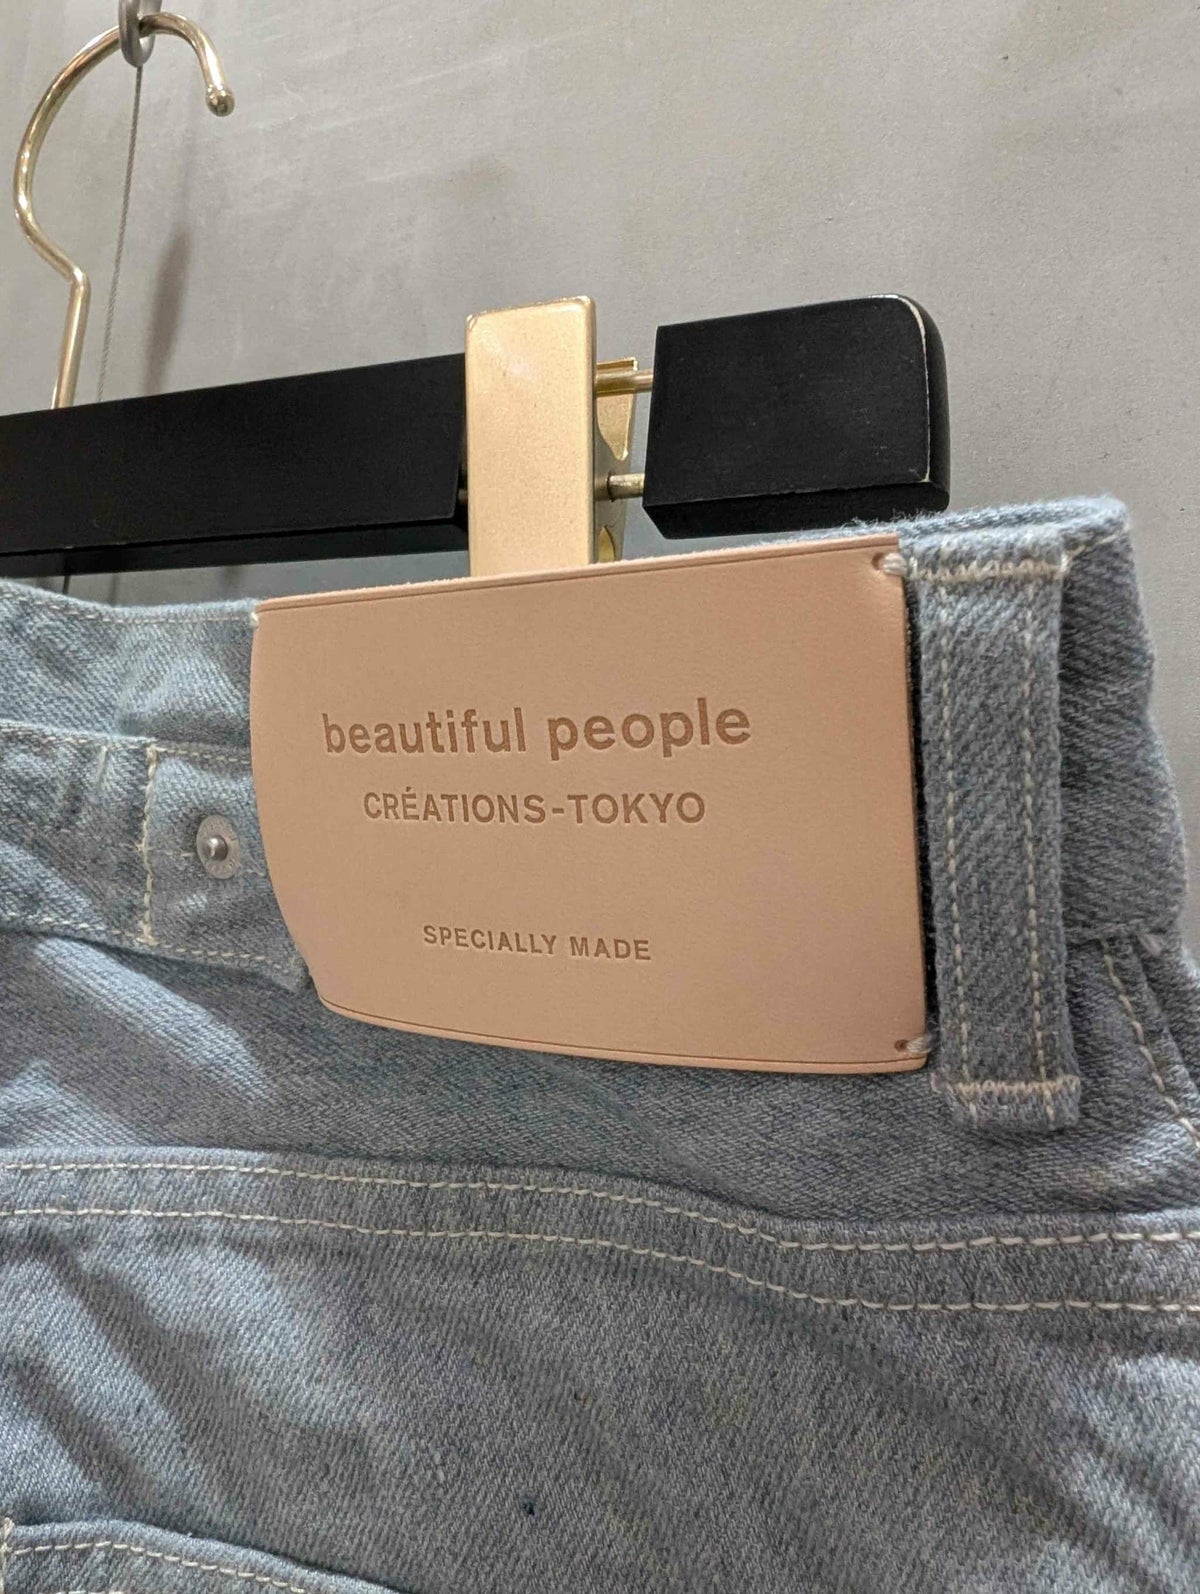 beautiful people
CRÉATIONS-TOKYO
SPECIALLY MADE